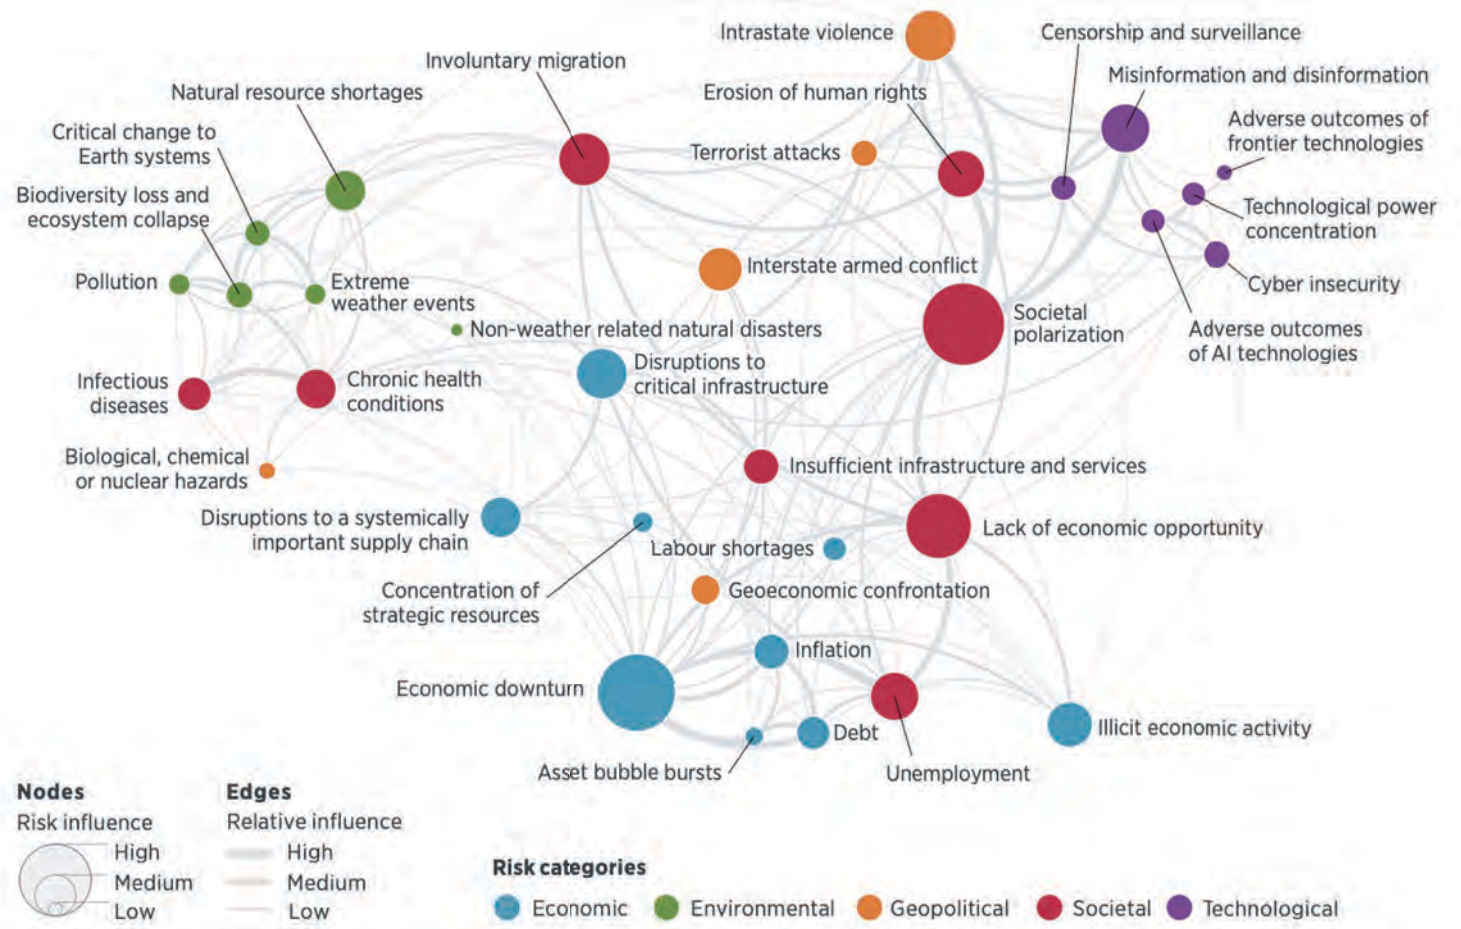 Intrastate violence
Censorship and surveillance
Involuntary migration
Misinformation and disinformation
Natural resource shortages
Erosion of human rights
Adverse outcomes of
frontier technologies
Critical change to
Earth systems
Terrorist attacks
Biodiversity loss and
ecosystem collapse
Technological power
concentration
Interstate armed conflict
Pollution
Extreme
weather events
Cyber insecurity
Societal
polarization
Non-weather related natural disasters
Adverse outcomes
of AI technologies
Disruptions to
critical infrastructure
Infectious
diseases
Chronic health
conditions
Biological, chemical
or nuclear hazards
Insufficient infrastructure and services
Disruptions to a systemically
important supply chain
Lack of economic opportunity
Labour shortages
Concentration of
strategic resources
Geoeconomic confrontation
Inflation
Economic downturn
Illicit economic activity
Debt
Asset bubble bursts
Unemployment
Nodes
Risk influence
High
Medium
Low
Edges
Relative influence
High
Medium
Low
Risk categories
Economic
Environmental
Geopolitical
Societal
Technological